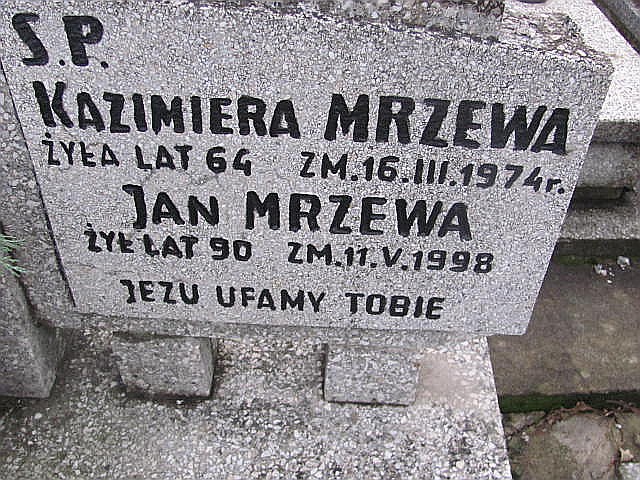 S.P.
KAZIMIERA MRZEWA
ŻYŁA LAT 64 ZM.16.III.1974r.
JAN MRZEWA
ŻYŁ LAT 90 ZM.11.V.1998
JEZU UFAMY TOBIE